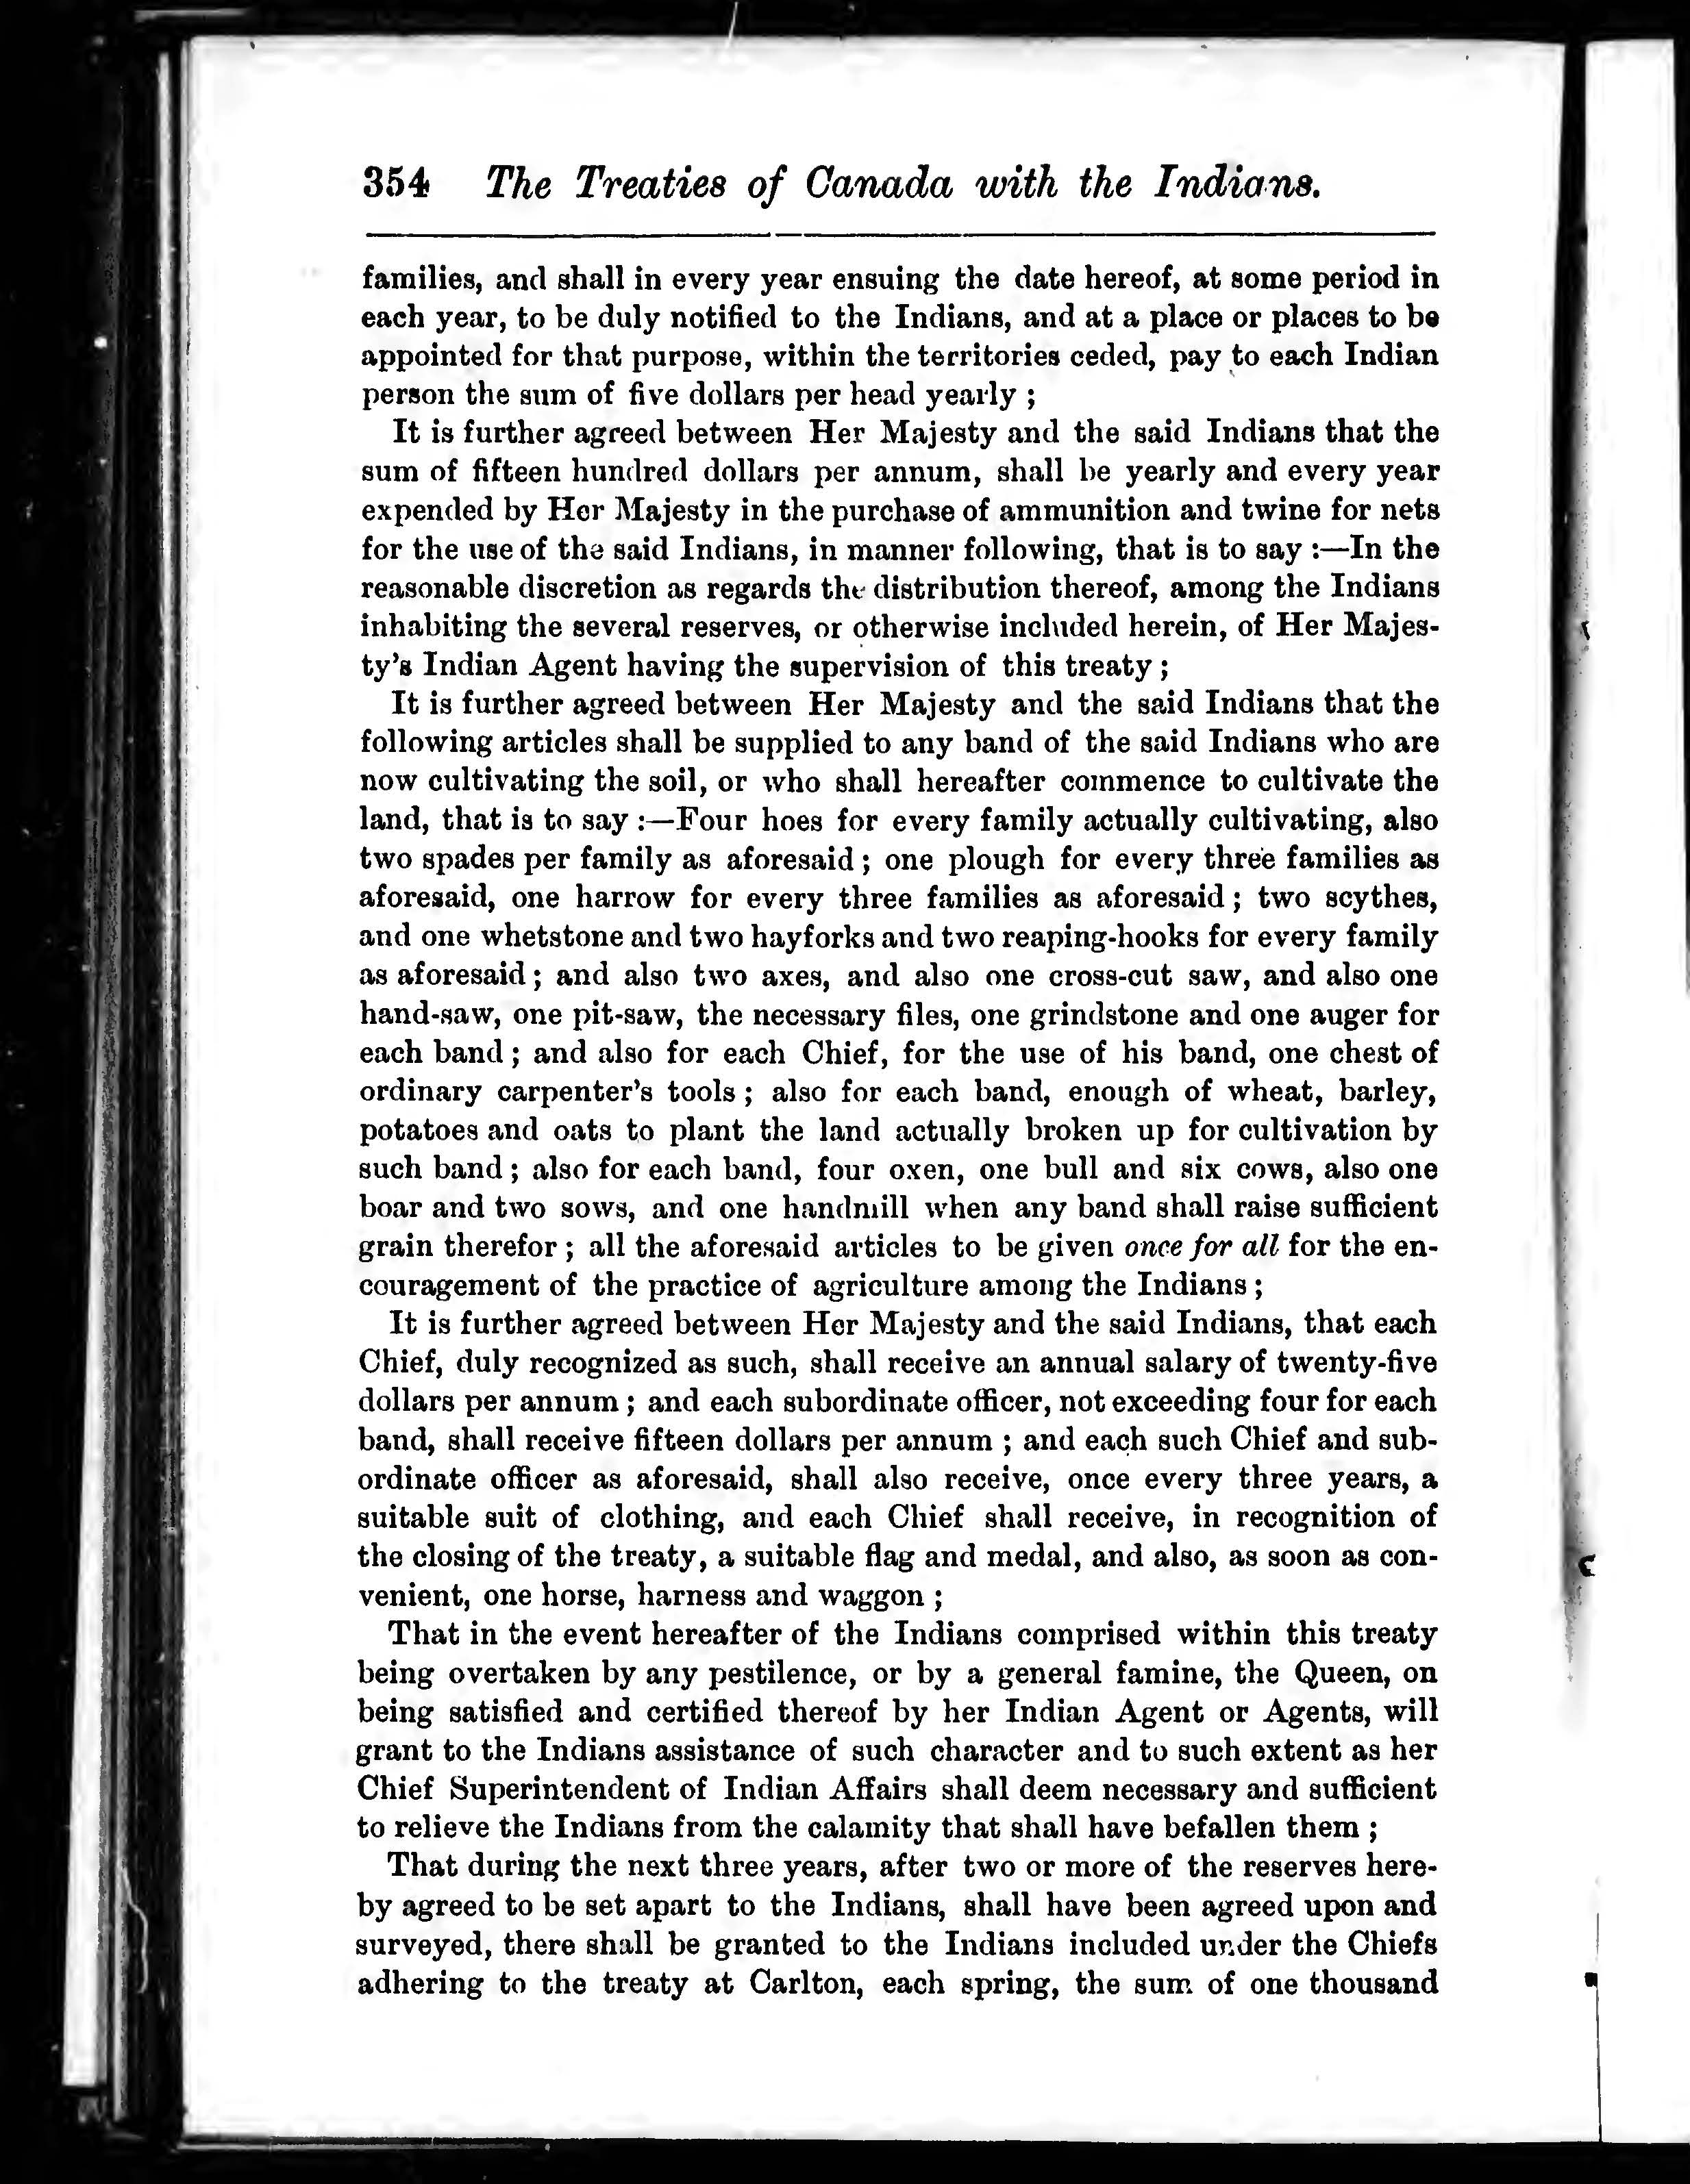 354 The Treaties of Canada with the Indians.
families, and shall in every year ensuing the date hereof, at some period in
each year, to be duly notified to the Indians, and at a place or places to be
appointed for that purpose, within the territories ceded, pay to each Indian
person the sum of five dollars per head yearly ;
It is further agreed between Her Majesty and the said Indians that the
sum of fifteen hundred dollars per annum, shall be yearly and every year
expended by Her Majesty in the purchase of ammunition and twine for nets
for the use of the said Indians, in manner following, that is to say :—In the
reasonable discretion as regards the distribution thereof, among the Indians
inhabiting the several reserves, or otherwise included herein, of Her Majes-
ty's Indian Agent having the supervision of this treaty ;
It is further agreed between Her Majesty and the said Indians that the
following articles shall be supplied to any band of the said Indians who are
now cultivating the soil, or who shall hereafter commence to cultivate the
land, that is to say :—Four hoes for every family actually cultivating, also
two spades per family as aforesaid ; one plough for every three families as
aforesaid, one harrow for every three families as aforesaid ; two scythes,
and one whetstone and two hayforks and two reaping-hooks for every family
as aforesaid ; and also two axes, and also one cross-cut saw, and also one
hand-saw, one pit-saw, the necessary files, one grindstone and one auger for
each band ; and also for each Chief, for the use of his band, one chest of
ordinary carpenter's tools ; also for each band, enough of wheat, barley,
potatoes and oats to plant the land actually broken up for cultivation by
such band ; also for each band, four oxen, one bull and six cows, also one
boar and two sows, and one handmill when any band shall raise sufficient
grain therefor ; all the aforesaid articles to be given once for all for the en-
couragement of the practice of agriculture among the Indians ;
It is further agreed between Her Majesty and the said Indians, that each
Chief, duly recognized as such, shall receive an annual salary of twenty-five
dollars per annum ; and each subordinate officer, not exceeding four for each
band, shall receive fifteen dollars per annum ; and each such Chief and sub-
ordinate officer as aforesaid, shall also receive, once every three years, a
suitable suit of clothing, and each Chief shall receive, in recognition of
the closing of the treaty, a suitable flag and medal, and also, as soon as con-
venient, one horse, harness and waggon ;
That in the event hereafter of the Indians comprised within this treaty
being overtaken by any pestilence, or by a general famine, the Queen, on
being satisfied and certified thereof by her Indian Agent or Agents, will
grant to the Indians assistance of such character and to such extent as her
Chief Superintendent of Indian Affairs shall deem necessary and sufficient
to relieve the Indians from the calamity that shall have befallen them ;
That during the next three years, after two or more of the reserves here-
by agreed to be set apart to the Indians, shall have been agreed upon and
surveyed, there shall be granted to the Indians included under the Chiefs
adhering to the treaty at Carlton, each spring, the sum of one thousand